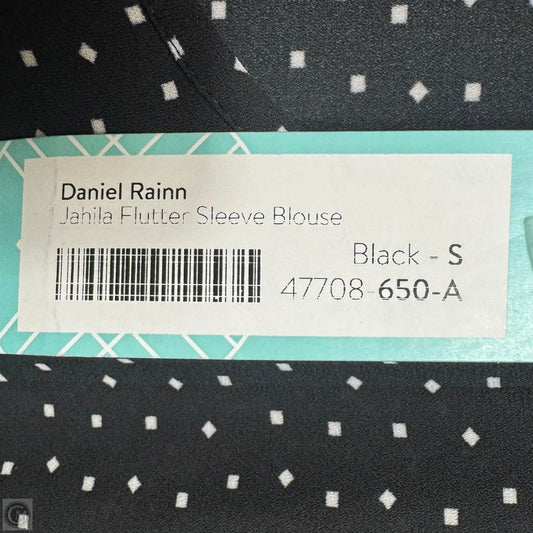 Daniel Rainn
Jahila Flutter Sleeve Blouse
Black - S
47708-650-A